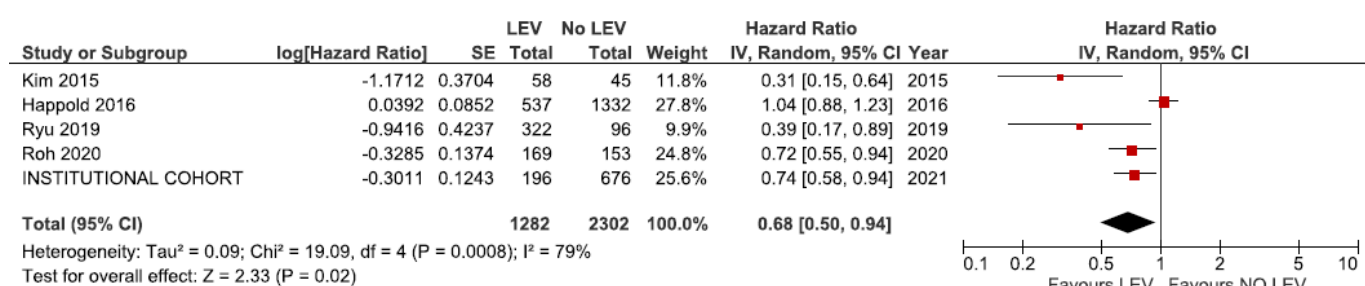 LEV No LEV Hazard Ratio Hazard Ratio
Study or Subgroup log[Hazard Ratio] SE Total Total Weight IV, Random, 95% CI Year IV, Random, 95% CI
Kim 2015 -1.1712 0.3704 58 45 11.8% 0.31 [0.15, 0.64] 2015
Happold 2016 0.0392 0.0852 537 1332 27.8% 1.04 [0.88, 1.23] 2016
Ryu 2019 -0.9416 0.4237 322 96 9.9% 0.39 [0.17, 0.89] 2019
Roh 2020 -0.3285 0.1374 169 153 24.8% 0.72 [0.55, 0.94] 2020
INSTITUTIONAL COHORT -0.3011 0.1243 196 676 25.6% 0.74 [0.58, 0.94] 2021
Total (95% CI) 1282 2302 100.0% 0.68 [0.50, 0.94]
Heterogeneity: Tau² = 0.09; Chi² = 19.09, df = 4 (P = 0.0008); I² = 79%
Test for overall effect: Z = 2.33 (P = 0.02)
0.1 0.2 0.5 1 2 5 10
Favours LEV Favours NO LEV